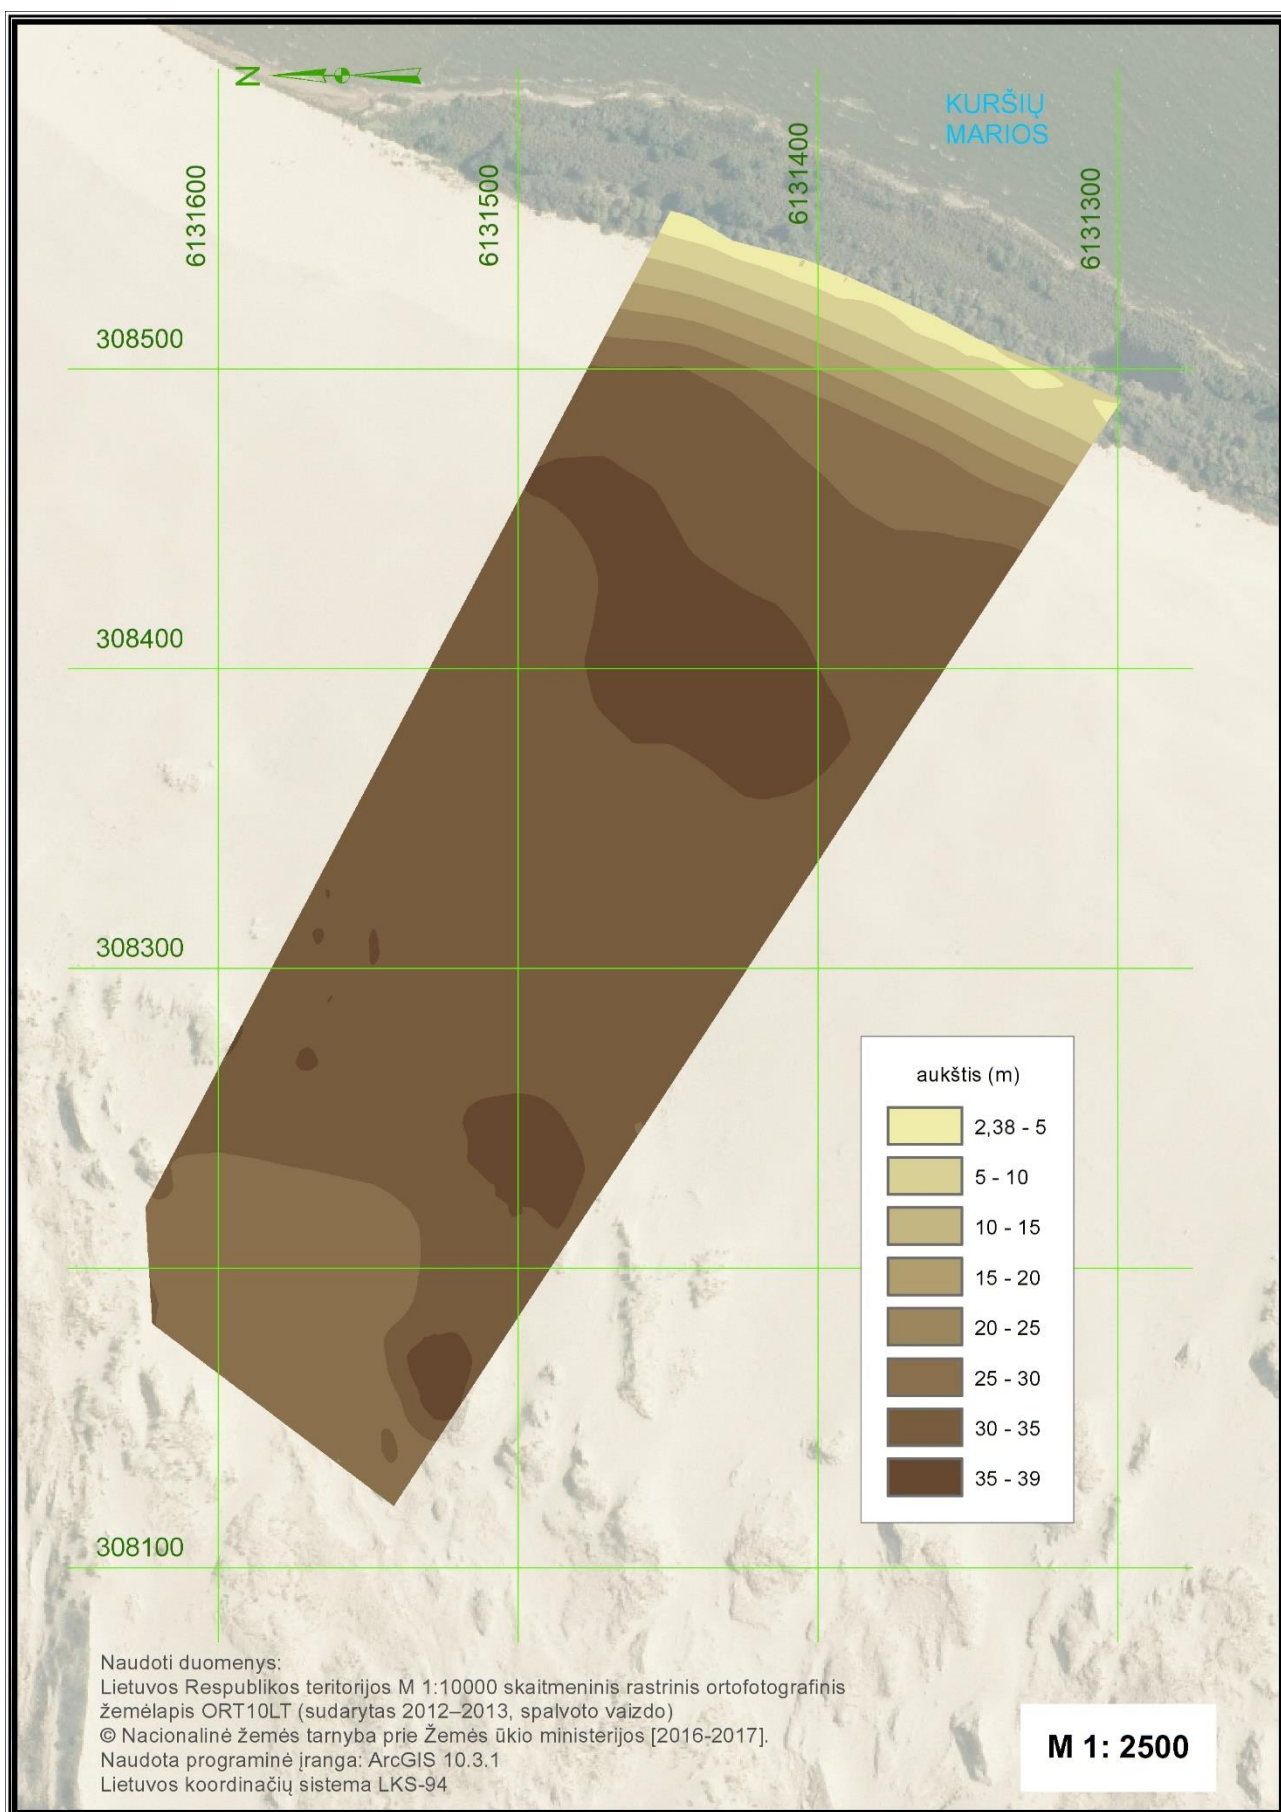 N
KURŠIŲ
MARIOS
6131600
6131500
6131400
6131300
308500
308400
308300
308100
aukštis (m)
2,38 - 5
5 - 10
10 - 15
15 - 20
20 - 25
25 - 30
30 - 35
35 - 39
Naudoti duomenys:
Lietuvos Respublikos teritorijos M 1:10000 skaitmeninis rastrinis ortofotografinis
žemėlapis ORT10LT (sudarytas 2012–2013, spalvoto vaizdo)
© Nacionalinė žemės tarnyba prie Žemės ūkio ministerijos [2016-2017].
Naudota programinė įranga: ArcGIS 10.3.1
Lietuvos koordinačių sistema LKS-94
M 1: 2500